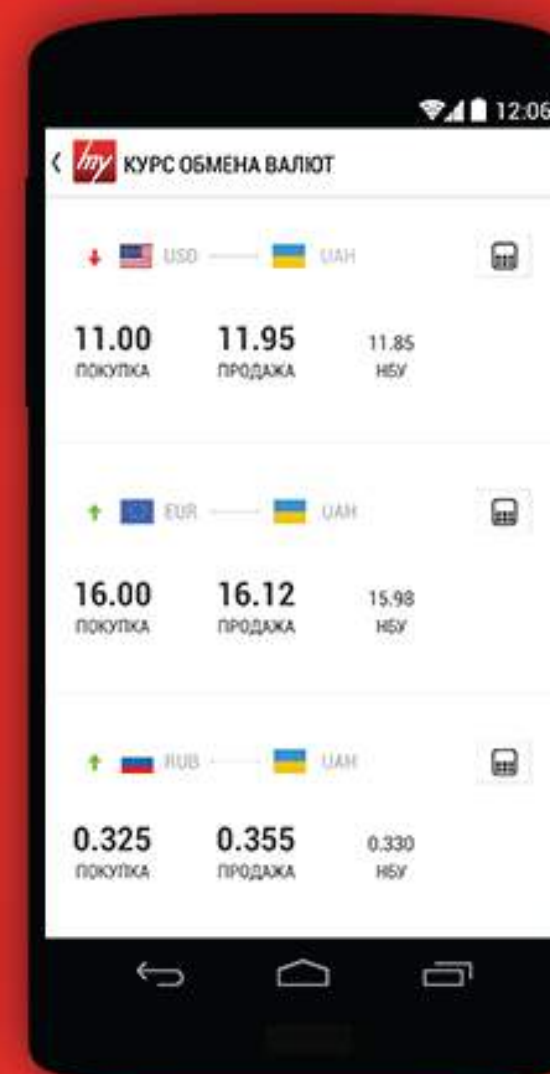 12:06
my КУРС ОБМЕНА ВАЛЮТ
USD UAH
11.00 11.95 11.85
ПОКУПКА ПРОДАЖА НБУ
EUR UAH
16.00 16.12 15.98
ПОКУПКА ПРОДАЖА НБУ
RUB UAH
0.325 0.355 0.330
ПОКУПКА ПРОДАЖА НБУ